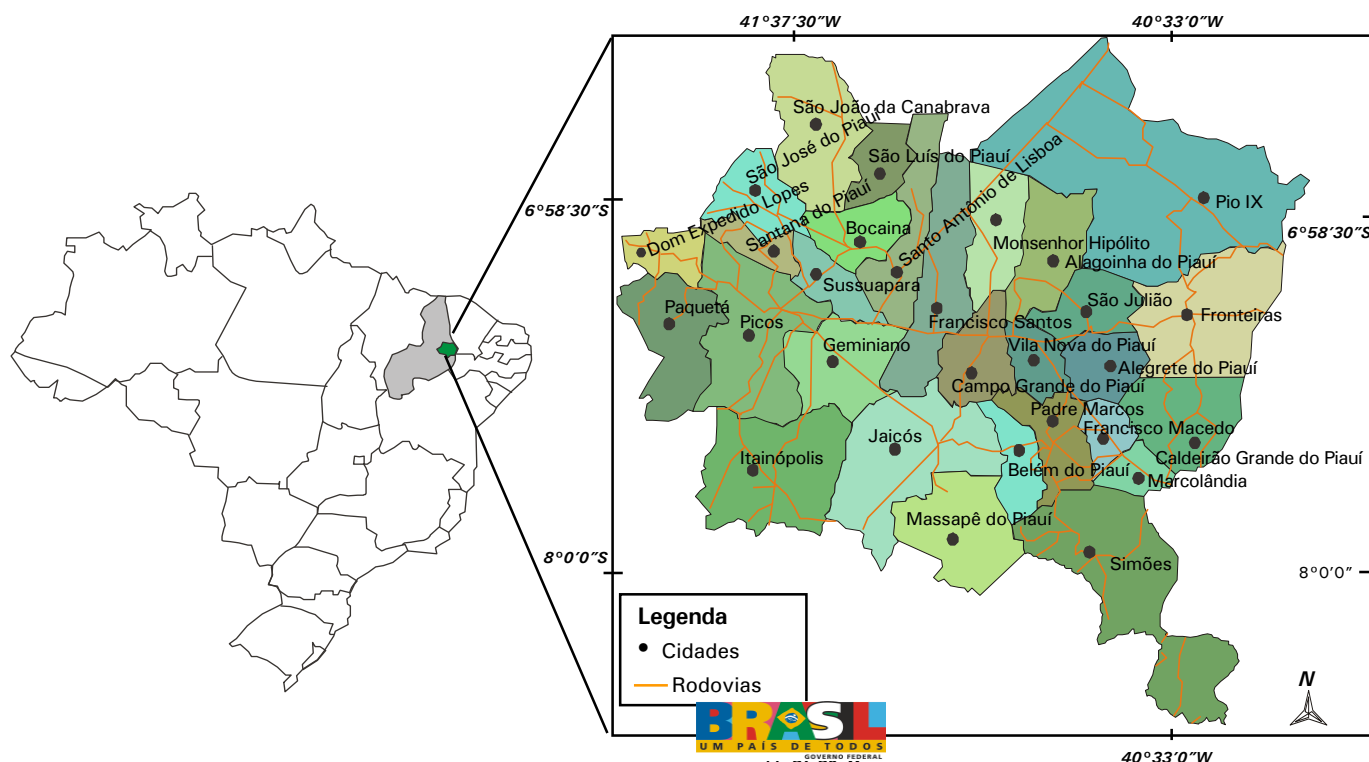 41°37'30"W
40°33'0"W
6°58'30"S
6°58'30"S
8°0'0"S
8°0'0"
40°33'0"W
São João da Canabrava
São José do Piauí
São Luís do Piauí
Santo Antônio de Lisboa
Pio IX
Dom Expedido Lopes
Santana do Piauí
Bocaina
Monsenhor Hipólito
Alagoinha do Piauí
Sussuapara
Paquetá
Picos
Francisco Santos
São Julião
Fronteiras
Geminiano
Vila Nova do Piauí
Alegrete do Piauí
Campo Grande do Piauí
Padre Marcos
Francisco Macedo
Jaicós
Itainópolis
Belém do Piauí
Caldeirão Grande do Piauí
Marcolândia
Massapê do Piauí
Simões
Legenda
Cidades
Rodovias
N
BRASIL
UM PAÍS DE TODOS
GOVERNO FEDERAL